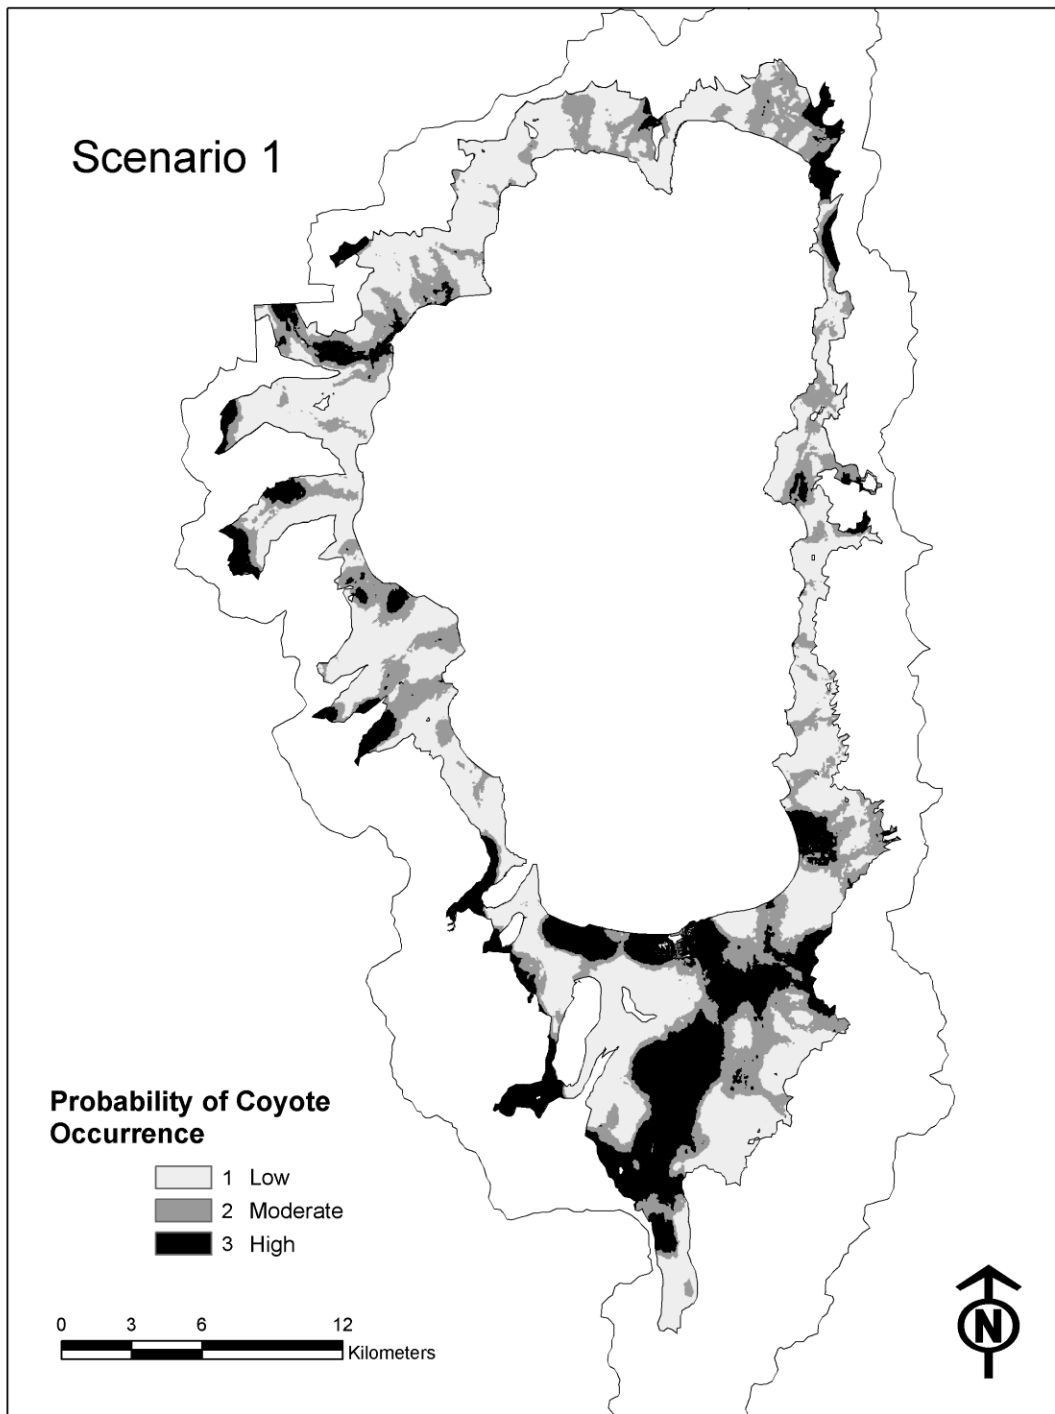 Scenario 1
Probability of Coyote
Occurrence
1 Low
2 Moderate
3 High
0 3 6 12
Kilometers
N